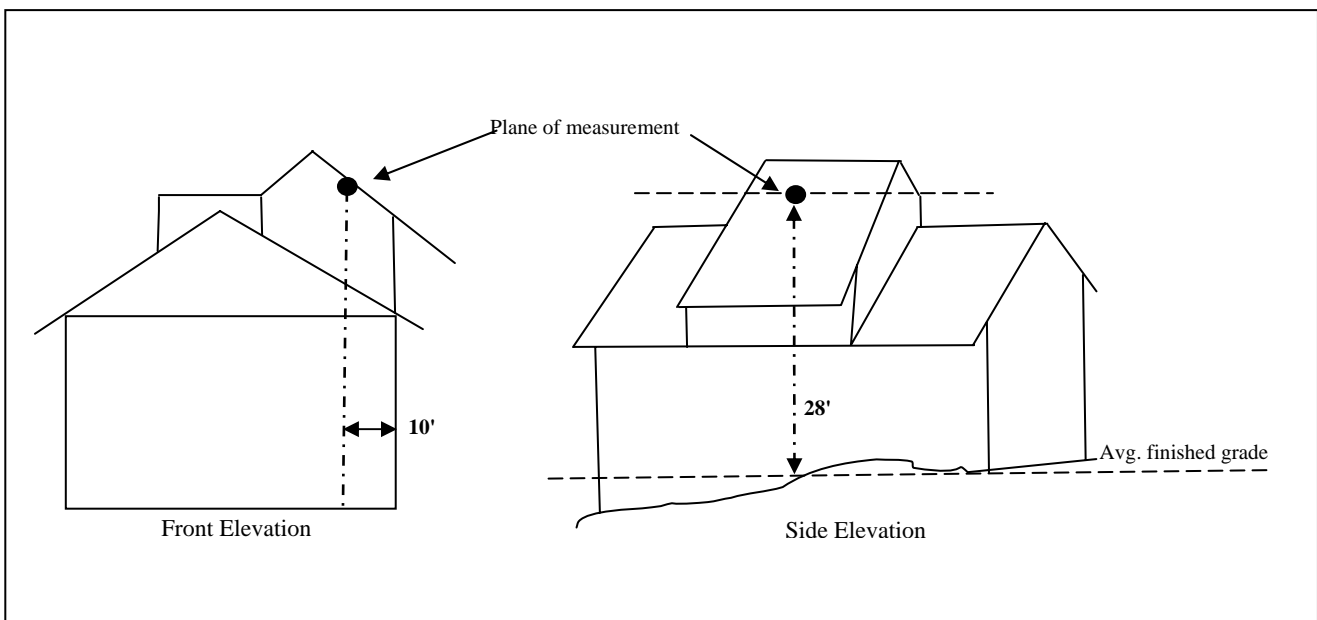 Plane of measurement
10'
28'
Avg. finished grade
Front Elevation
Side Elevation